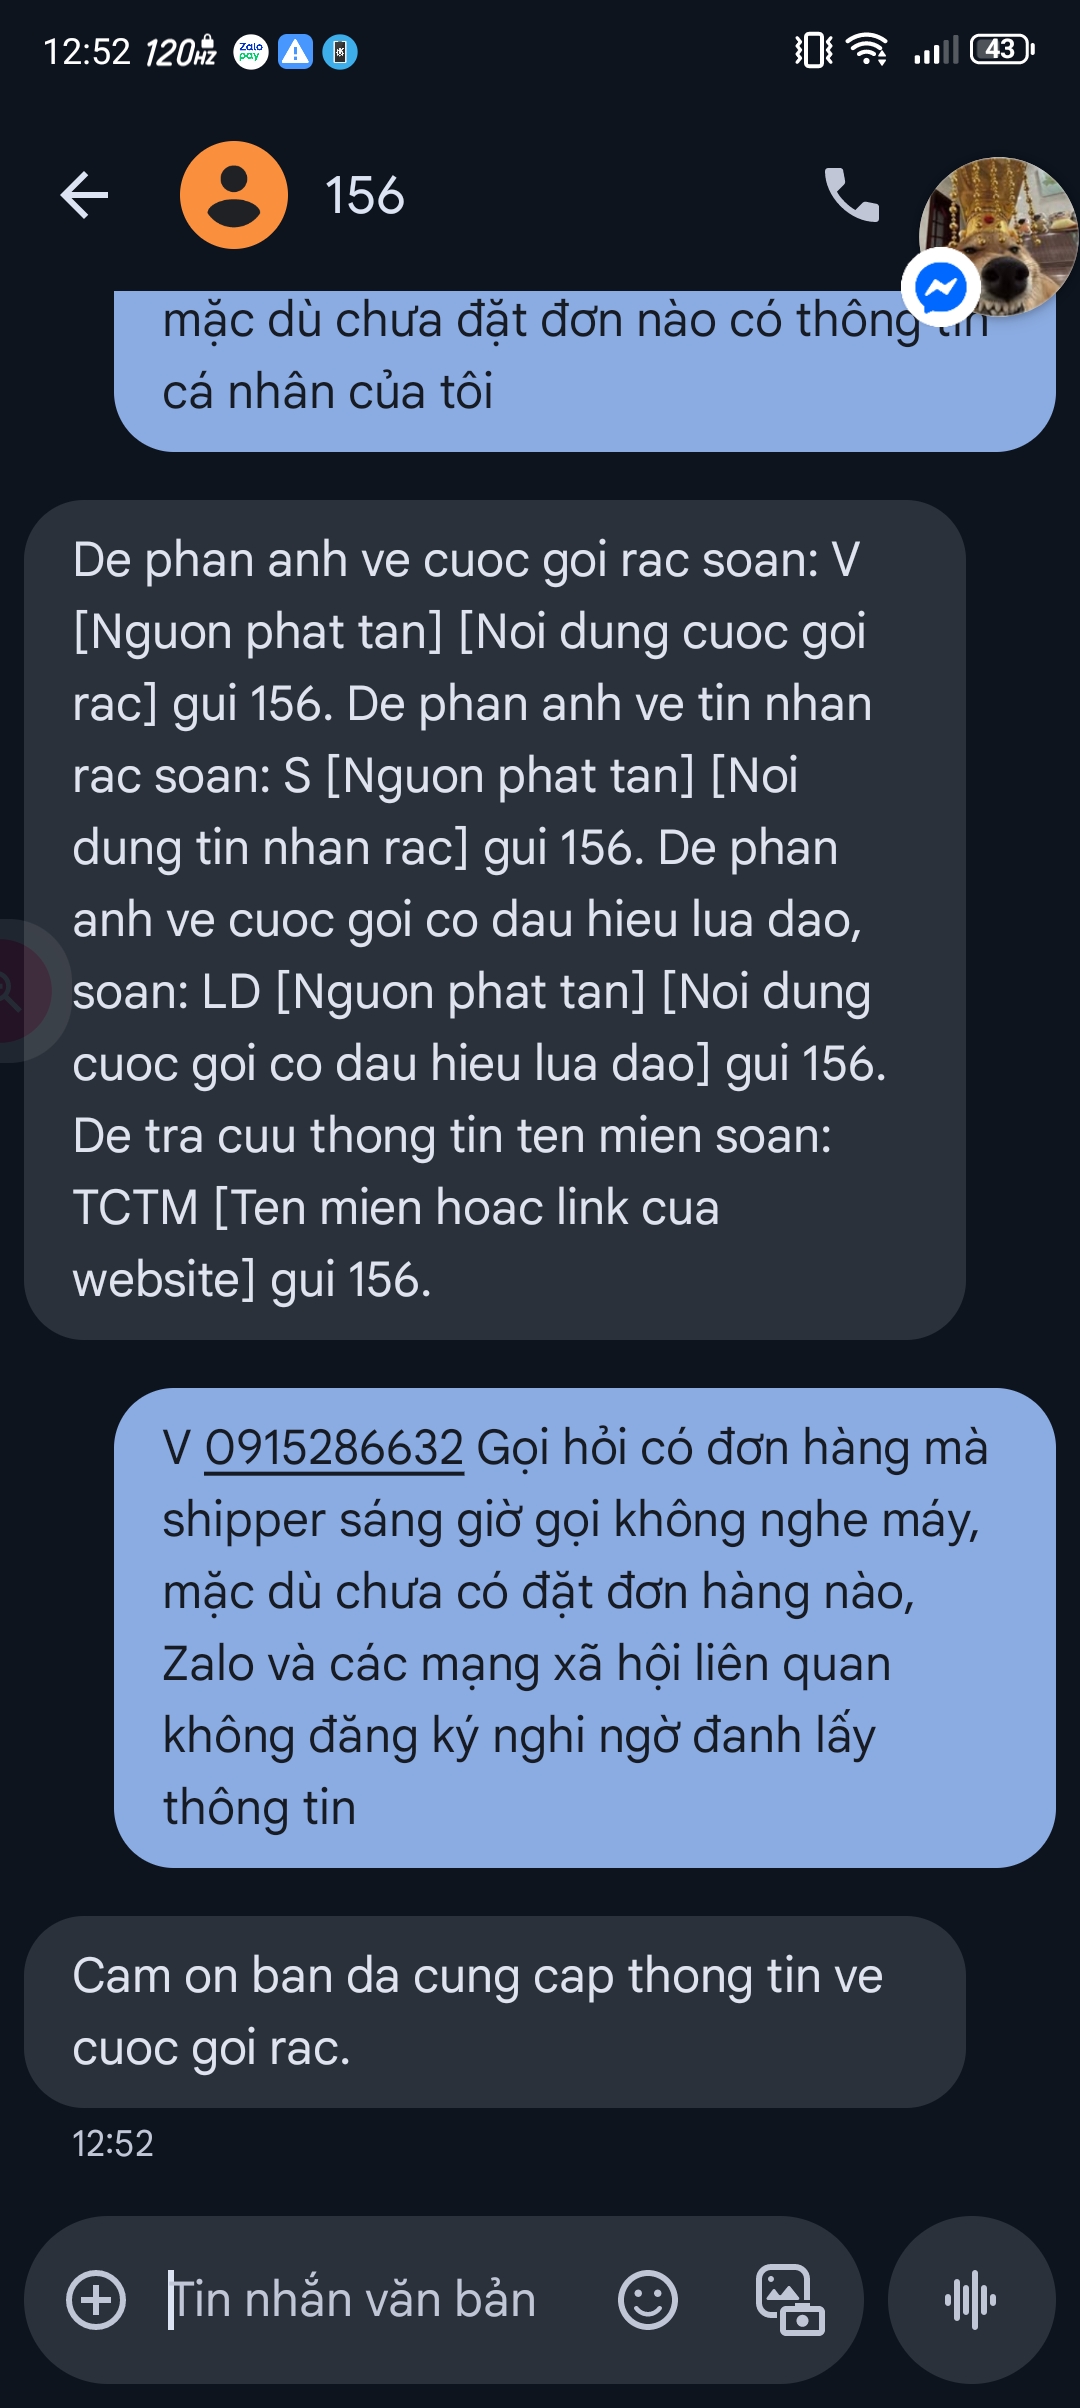 12:52 120HZ Zalo pay 43
156
mặc dù chưa đặt đơn nào có thông tin
cá nhân của tôi
De phan anh ve cuoc goi rac soan: V
[Nguon phat tan] [Noi dung cuoc goi
rac] gui 156. De phan anh ve tin nhan
rac soan: S [Nguon phat tan] [Noi
dung tin nhan rac] gui 156. De phan
anh ve cuoc goi co dau hieu lua dao,
soan: LD [Nguon phat tan] [Noi dung
cuoc goi co dau hieu lua dao] gui 156.
De tra cuu thong tin ten mien soan:
TCTM [Ten mien hoac link cua
website] gui 156.
V 0915286632 Gọi hỏi có đơn hàng mà
shipper sáng giờ gọi không nghe máy,
mặc dù chưa có đặt đơn hàng nào,
Zalo và các mạng xã hội liên quan
không đăng ký nghi ngờ đanh lấy
thông tin
Cam on ban da cung cap thong tin ve
cuoc goi rac.
12:52
Tin nhắn văn bản